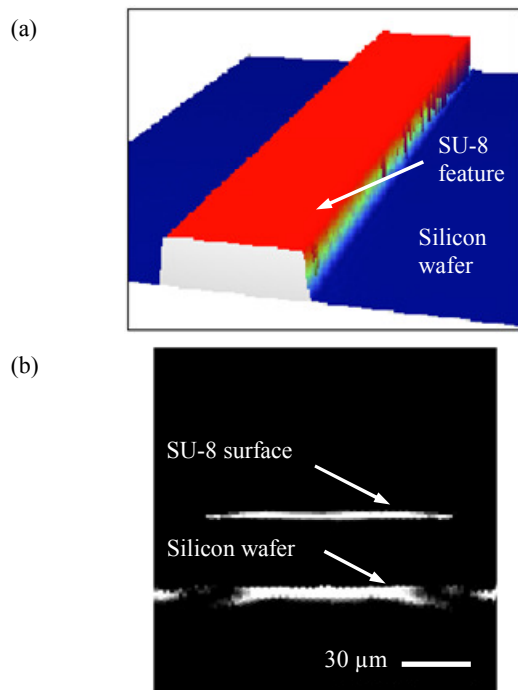 (a)
SU-8
feature
Silicon
wafer
(b)
SU-8 surface
Silicon wafer
30 µm